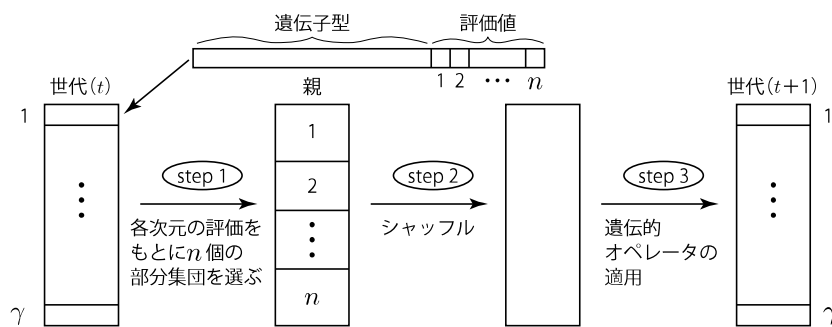 遺伝子型 評価値
1 2 ··· n
世代(t) 親 世代(t+1)
1 1 1
step 1 step 2 step 3
⋮ 2 ⋮
各次元の評価を
もとにn個の
部分集団を選ぶ
シャッフル
遺伝的
オペレータの
適用
⋮
n
γ γ